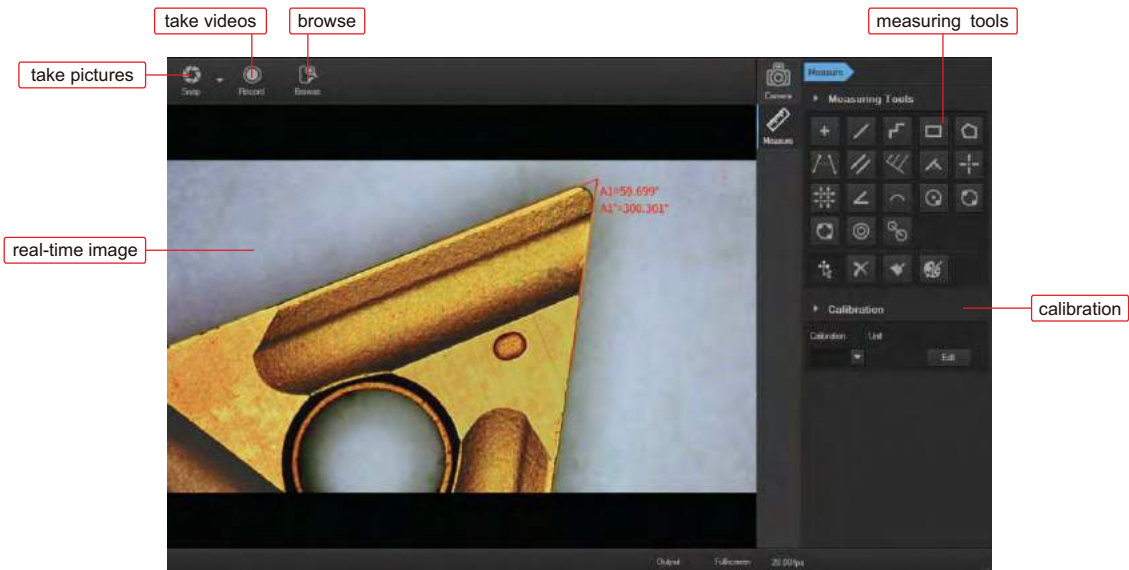 take videos
browse
measuring tools
take pictures
Snap
Record
Browse
Camera
Measure
Measure
Measuring Tools
A1=59.699°
A1'=300.301°
real-time image
Calibration
calibration
Calibration
Unit
Edit
Output
Fullscreen
20.00fps